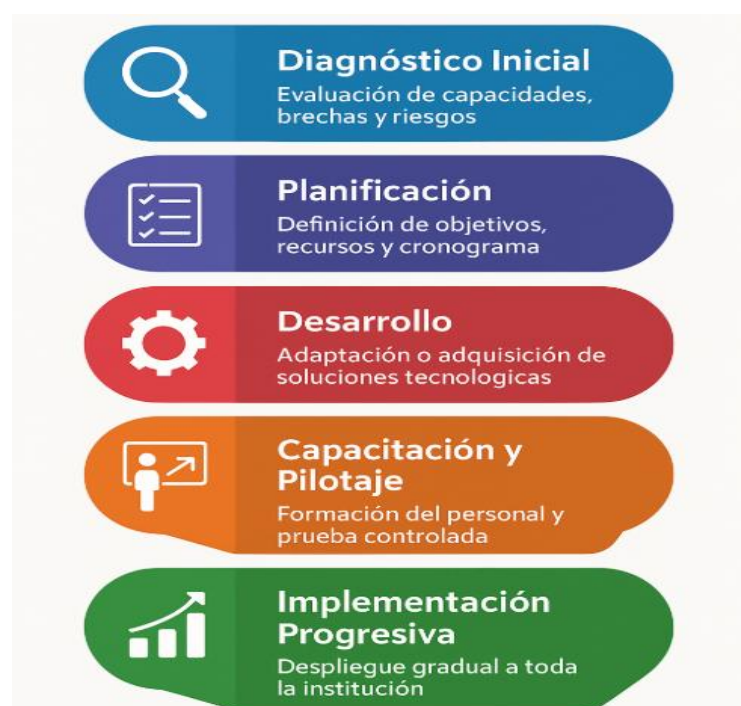 Diagnóstico Inicial
Evaluación de capacidades,
brechas y riesgos
Planificación
Definición de objetivos,
recursos y cronograma
Desarrollo
Adaptación o adquisición de
soluciones tecnologicas
Capacitación y
Pilotaje
Formación del personal y
prueba controlada
Implementación
Progresiva
Despliegue gradual a toda
la institución